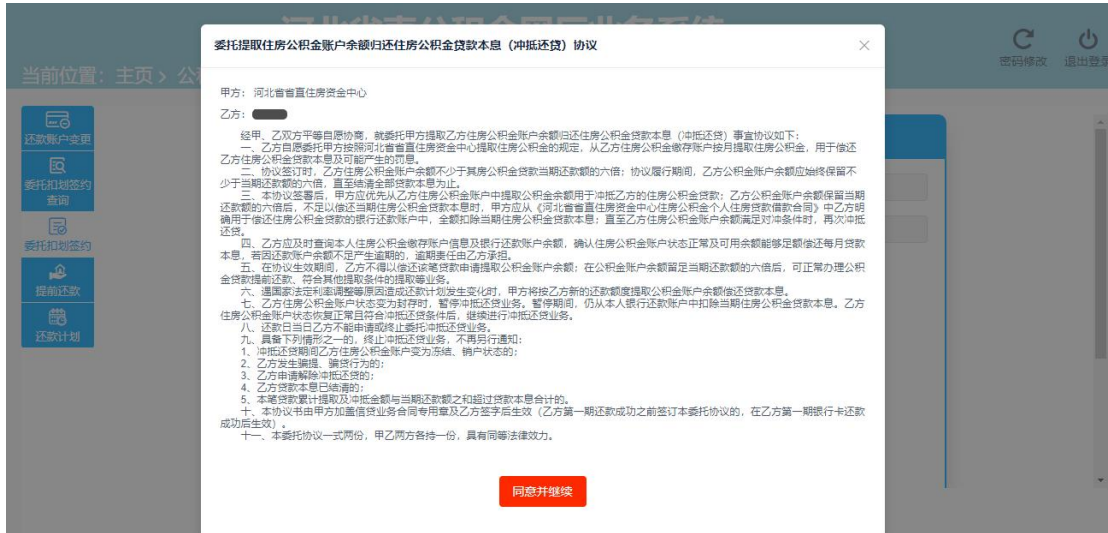 委托提取住房公积金账户余额归还住房公积金贷款本息（冲抵还贷）协议
密码修改
退出登录
当前位置：主页 > 公
还款账户变更
委托扣划签约
查询
委托扣划签约
提前还款
还款计划
甲方： 河北省省直住房资金中心
乙方：
经甲、乙双方平等自愿协商，就委托甲方提取乙方住房公积金账户余额归还住房公积金贷款本息（冲抵还贷）事宜协议如下：
一、乙方自愿委托甲方按照河北省省直住房资金中心提取住房公积金的规定，从乙方住房公积金缴存账户按月提取住房公积金，用于偿还
乙方住房公积金贷款本息及可能产生的罚息。
二、协议签订时，乙方住房公积金账户余额不少于其房公积金贷款当期还款额的六倍；协议履行期间，乙方公积金账户余额应始终保留不
少于当期还款额的六倍，直至结清全部贷款本息为止。
三、本协议签署后，甲方应优先从乙方住房公积金账户中提取公积金余额用于冲抵乙方的住房公积金贷款；乙方公积金账户余额保留当期
还款额的六倍后，不足以偿还当期住房公积金贷款本息时，甲方应从《河北省省直住房资金中心住房公积金个人住房贷款借款合同》中乙方明
确用于偿还住房公积金贷款的银行还款账户中，全额扣除当期住房公积金贷款本息；直至乙方住房公积金账户余额满足对冲条件时，再次冲抵
还贷。
四、乙方应及时查询本人住房公积金缴存账户信息及银行还款账户余额，确认住房公积金账户状态正常及可用余额能够足额偿还每月贷款
本息，若因还款账户余额不足产生逾期的，逾期责任由乙方承担。
五、在协议生效期间，乙方不得以偿还该笔贷款申请提取公积金账户余额；在公积金账户余额留足当期还款额的六倍后，可正常办理公积
金贷款提前还款、符合其他提取条件的提取等业务。
六、遇国家法定利率调整等原因造成还款计划发生变化时，甲方将按乙方新的还款额度提取公积金账户余额偿还贷款本息。
七、乙方住房公积金账户状态变为封存时，暂停冲抵还贷业务。暂停期间，仍从本人银行还款账户中扣除当期住房公积金贷款本息。乙方
住房公积金账户状态恢复正常且符合冲抵还贷条件后，继续进行冲抵还贷业务。
八、还款日当日乙方不能申请或终止委托冲抵还贷业务。
九、具备下列情形之一的，终止冲抵还贷业务，不再另行通知：
1、冲抵还贷期间乙方住房公积金账户变为冻结、销户状态的；
2、乙方发生骗提、骗贷行为的；
3、乙方申请解除冲抵还贷的；
4、乙方贷款本息已结清的；
5、本笔贷款累计提取及冲抵金额与当期还款额之和超过贷款本息合计的。
十、本协议书由甲方加盖信贷业务合同专用章及乙方签字后生效（乙方第一期还款成功之前签订本委托协议的，在乙方第一期银行卡还款
成功后生效）。
十一、本委托协议一式两份，甲乙两方各持一份，具有同等法律效力。
同意并继续